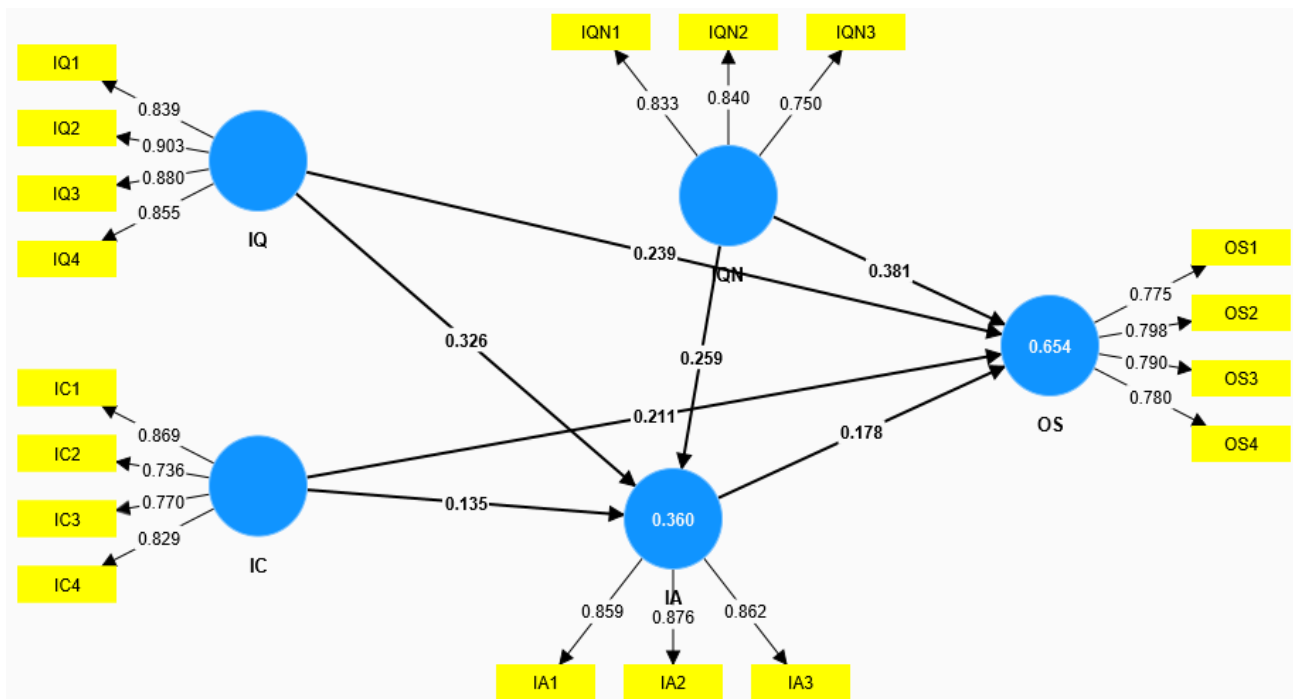 IQN1
IQN2
IQN3
IQ1
IQ2
IQ3
IQ4
0.839
0.903
0.880
0.855
IQ
0.833
0.840
0.750
IQN
0.239
0.381
0.326
0.259
OS1
OS2
OS3
OS4
0.775
0.798
0.790
0.780
0.654
OS
IC1
IC2
IC3
IC4
0.869
0.736
0.770
0.829
IC
0.211
0.178
0.135
0.360
IA
0.859
0.876
0.862
IA1
IA2
IA3